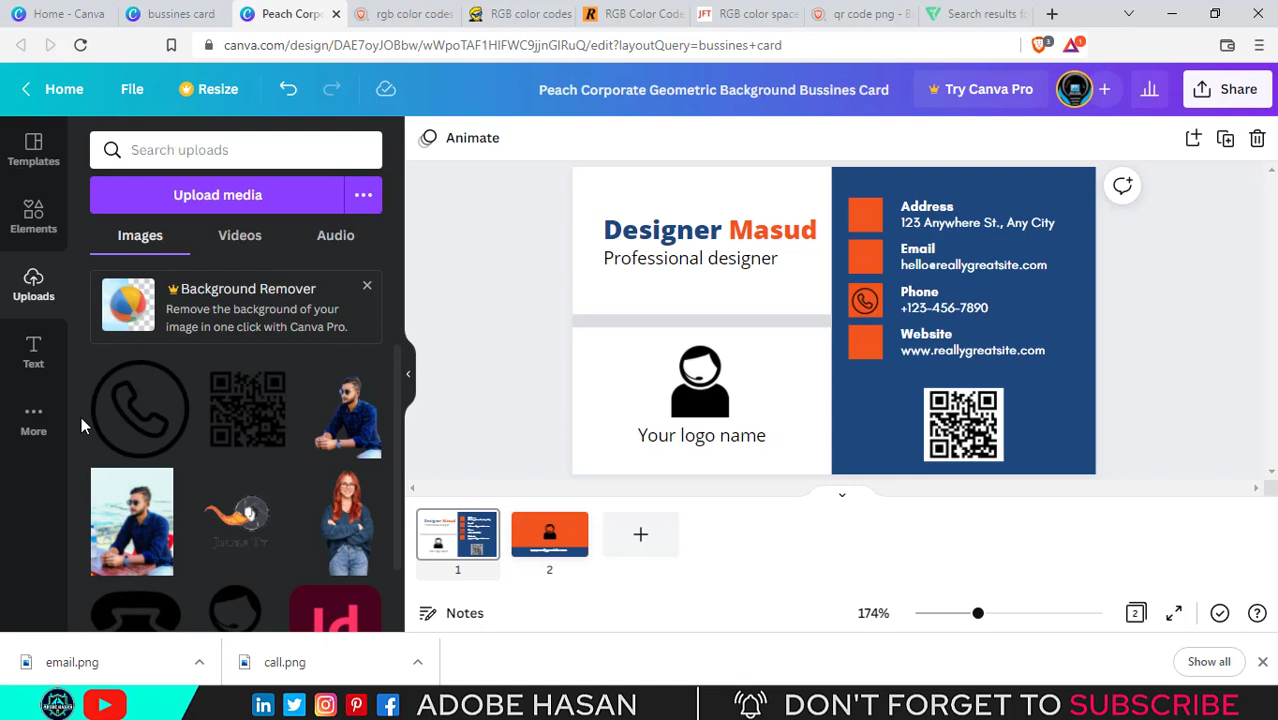 Home - Canva
bussines card
Peach Corpo
rgb color codes
RGB color codes
RGB Color Code
RGB color space
qr code png - B
Search results fo
canva.com/design/DAE7oyJOBbw/wWpoTAF1HIFWC9jjnGlRuQ/edit?layoutQuery=bussines+card
Home
File
Resize
Peach Corporate Geometric Background Bussines Card
Try Canva Pro
Share
Templates
Elements
Uploads
Text
More
Search uploads
Upload media
Images
Videos
Audio
Background Remover
Remove the background of your
image in one click with Canva Pro.
Id
Animate
Designer Masud
Professional designer
Your logo name
Address
123 Anywhere St., Any City
Email
hello@reallygreatsite.com
Phone
+123-456-7890
Website
www.reallygreatsite.com
1
2
Notes
174%
2
email.png
call.png
Show all
ADOBE HASAN
DON'T FORGET TO SUBSCRIBE